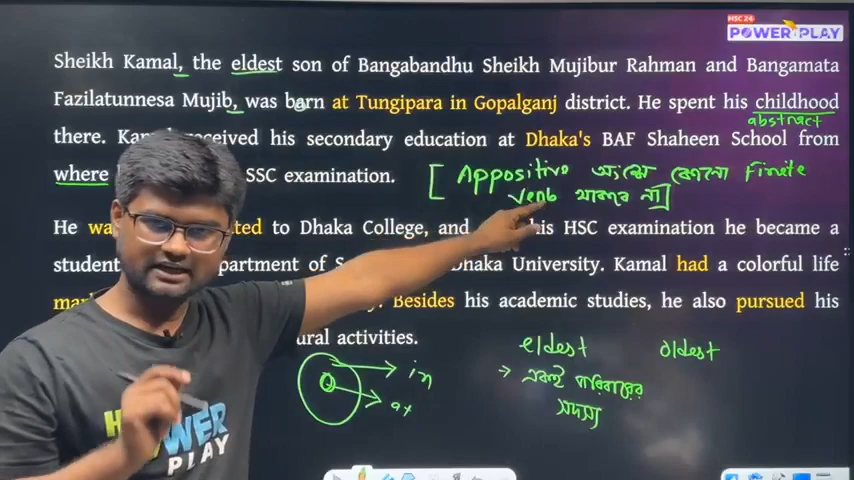 HSC 24
POWER PLAY
Sheikh Kamal, the eldest son of Bangabandhu Sheikh Mujibur Rahman and Bangamata
Fazilatunnesa Mujib, was born at Tungipara in Gopalganj district. He spent his childhood
abstract
there. Kamal received his secondary education at Dhaka's BAF Shaheen School from
where SSC examination.
[ Appositive অংশে কোনো Finite
verb থাকবে না ]
He to Dhaka College, and his HSC examination he became a
student Dhaka University. Kamal had a colorful life
Besides his academic studies, he also pursued his
activities.
eldest oldest
in
→ একই পরিবারের
at
সদস্য
POWER
PLAY